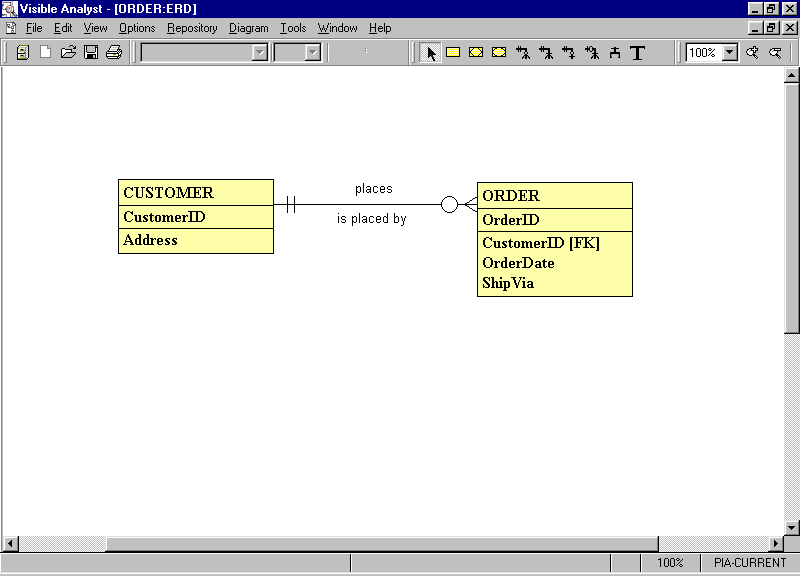 Visible Analyst - [ORDER:ERD]
File Edit View Options Repository Diagram Tools Window Help
T 100%
CUSTOMER
CustomerID
Address
places
is placed by
ORDER
OrderID
CustomerID [FK]
OrderDate
ShipVia
100% PIA-CURRENT